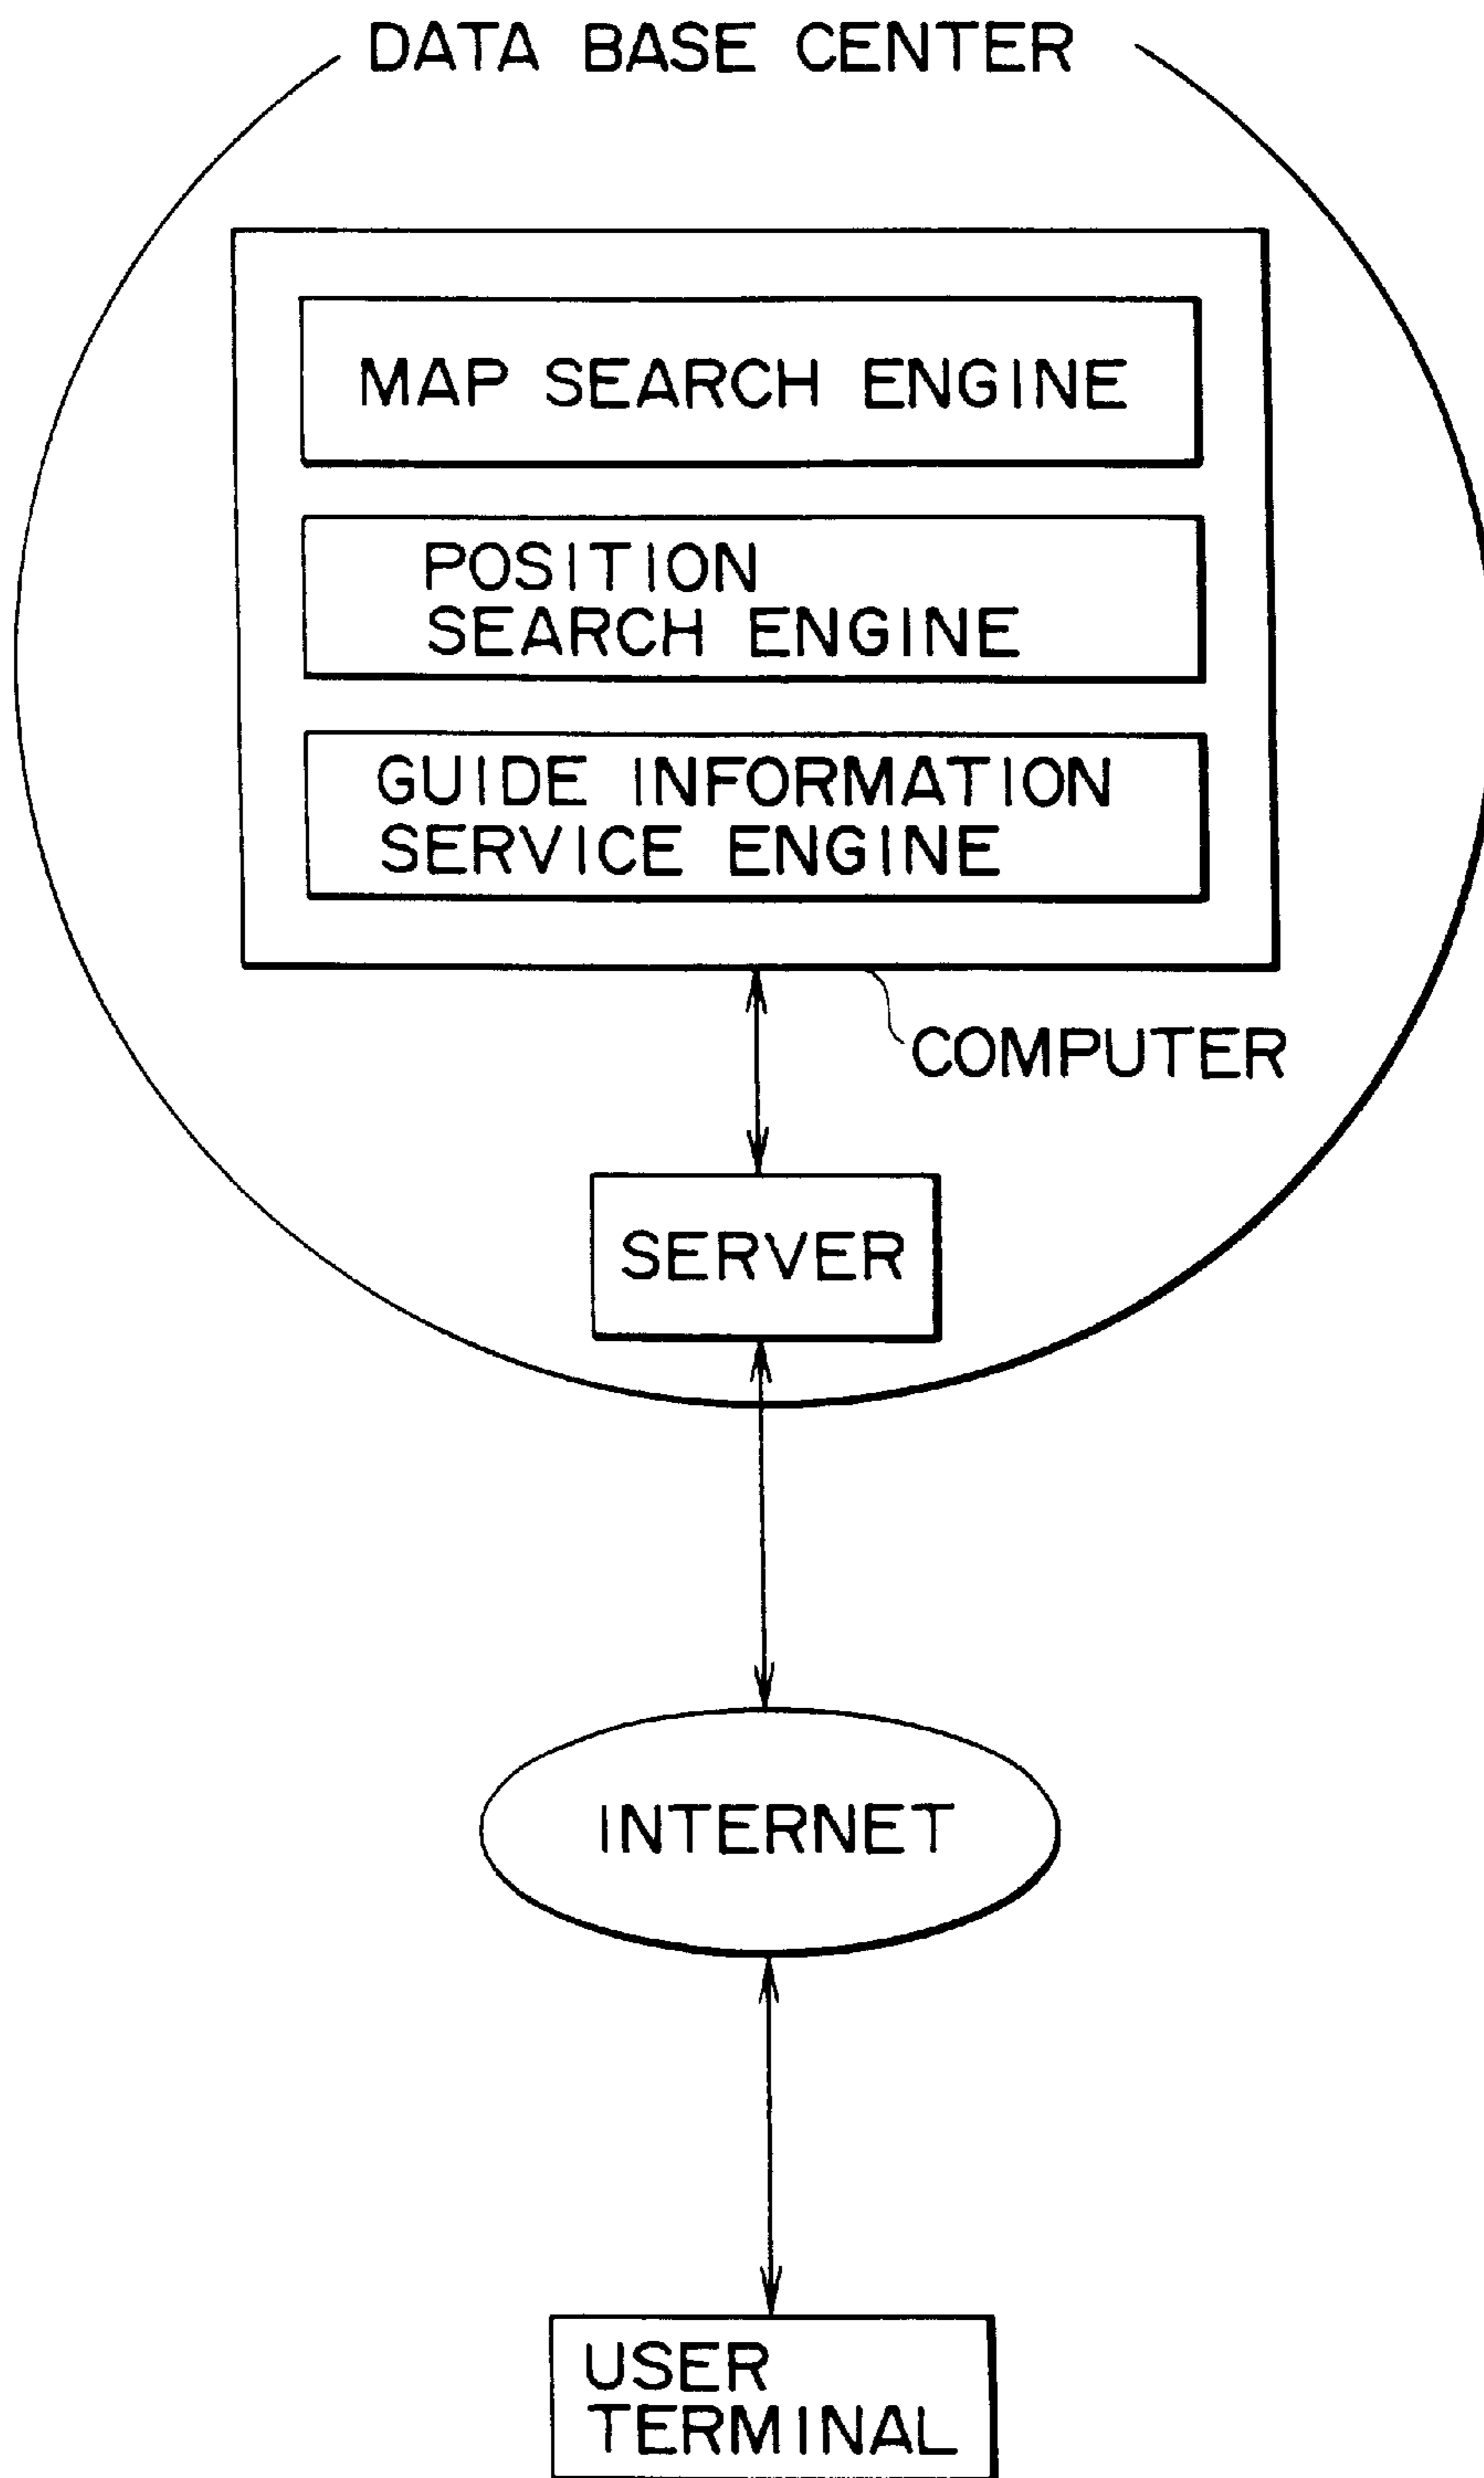 DATA BASE CENTER
MAP SEARCH ENGINE
POSITION
SEARCH ENGINE
GUIDE INFORMATION
SERVICE ENGINE
COMPUTER
SERVER
INTERNET
USER
TERMINAL